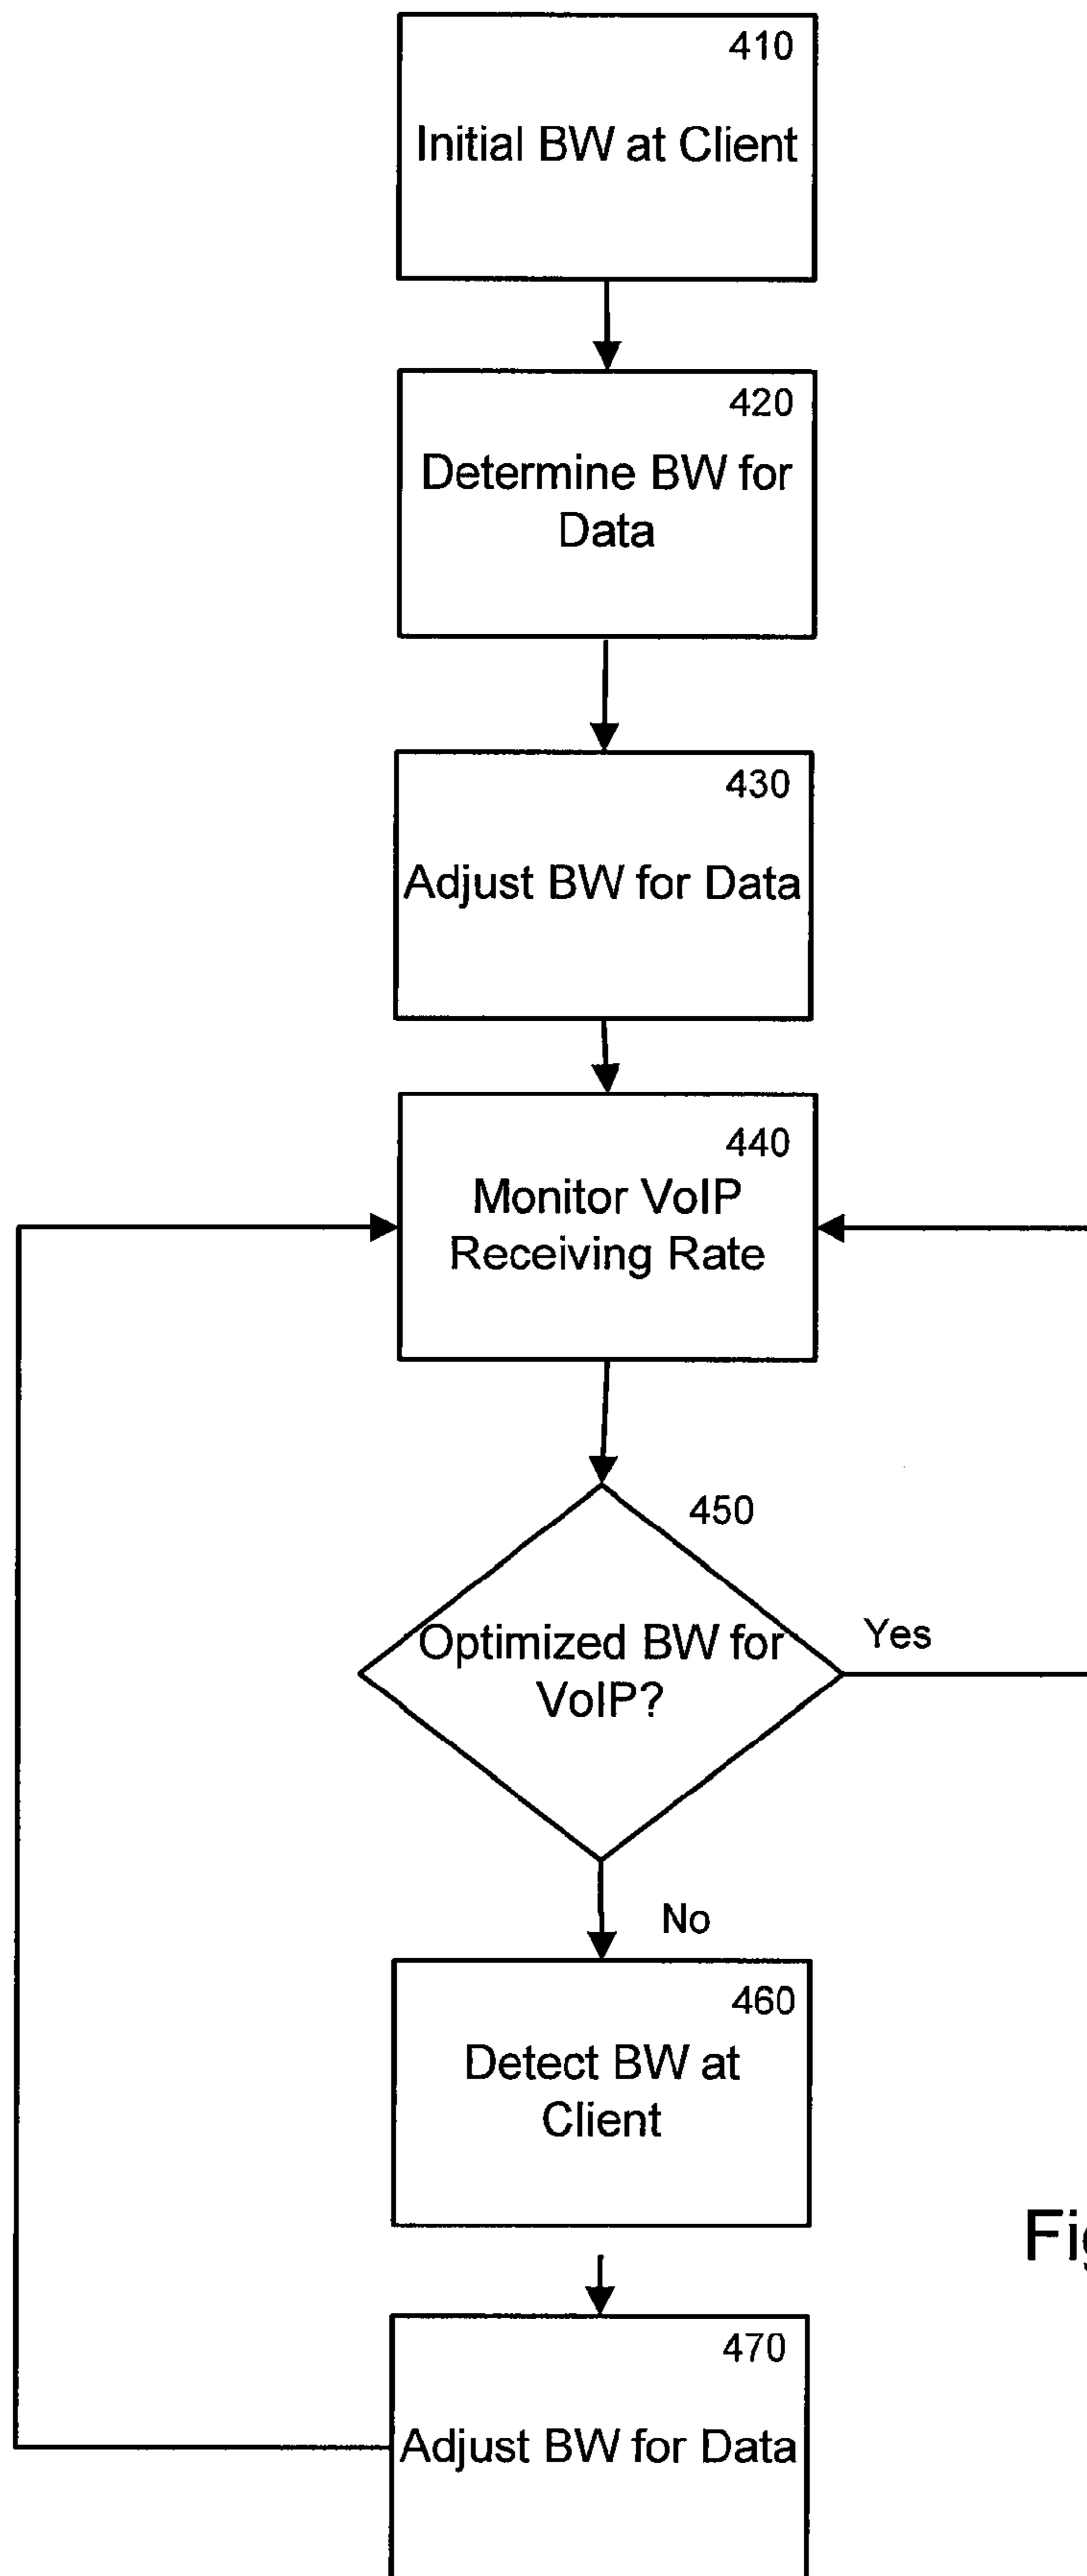 410
Initial BW at Client
420
Determine BW for
Data
430
Adjust BW for Data
440
Monitor VoIP
Receiving Rate
450
Optimized BW for
VoIP?
Yes
No
460
Detect BW at
Client
470
Adjust BW for Data